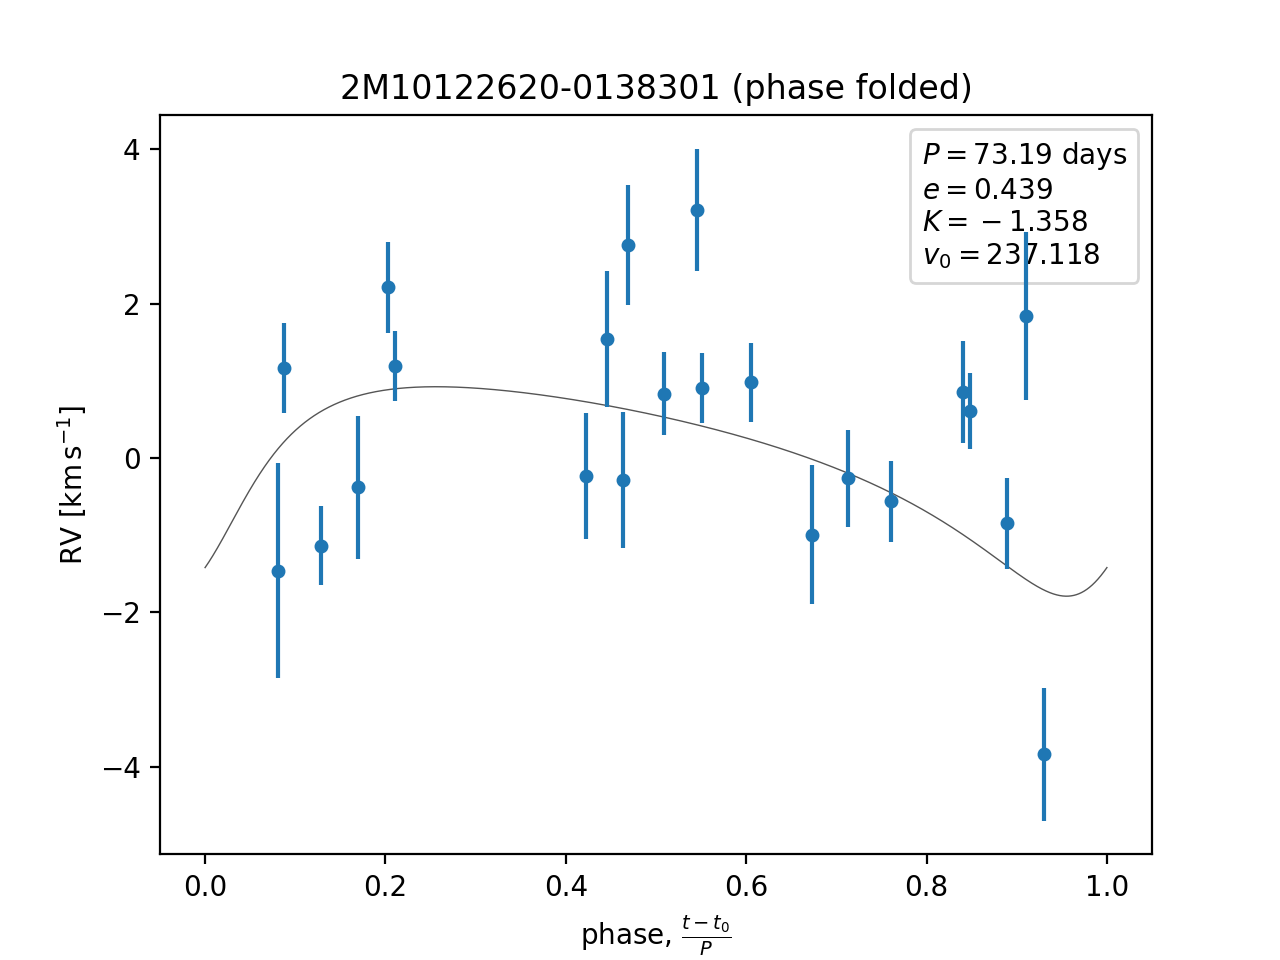 2M10122620-0138301 (phase folded)
P = 73.19 days
e = 0.439
K = −1.358
v₀ = 237.118
RV [km s⁻¹]
4
2
0
−2
−4
0.0 0.2 0.4 0.6 0.8 1.0
phase, (t − t₀)/P